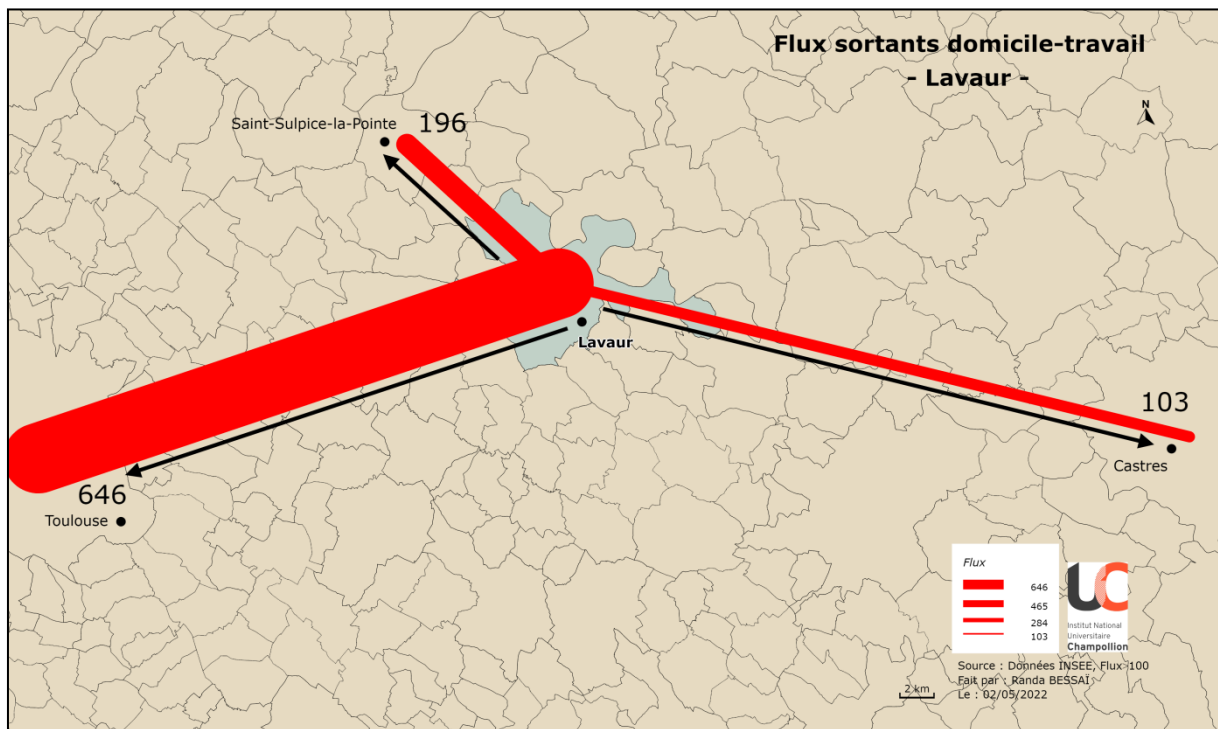 Flux sortants domicile-travail
- Lavaur -
N
Saint-Sulpice-la-Pointe
196
Lavaur
103
Castres
646
Toulouse
Flux
646
465
284
103
UC
Institut National
Universitaire
Champollion
Source : Données INSEE, Flux 100
Fait par : Randa BESSAÏ
Le : 02/05/2022
2 km